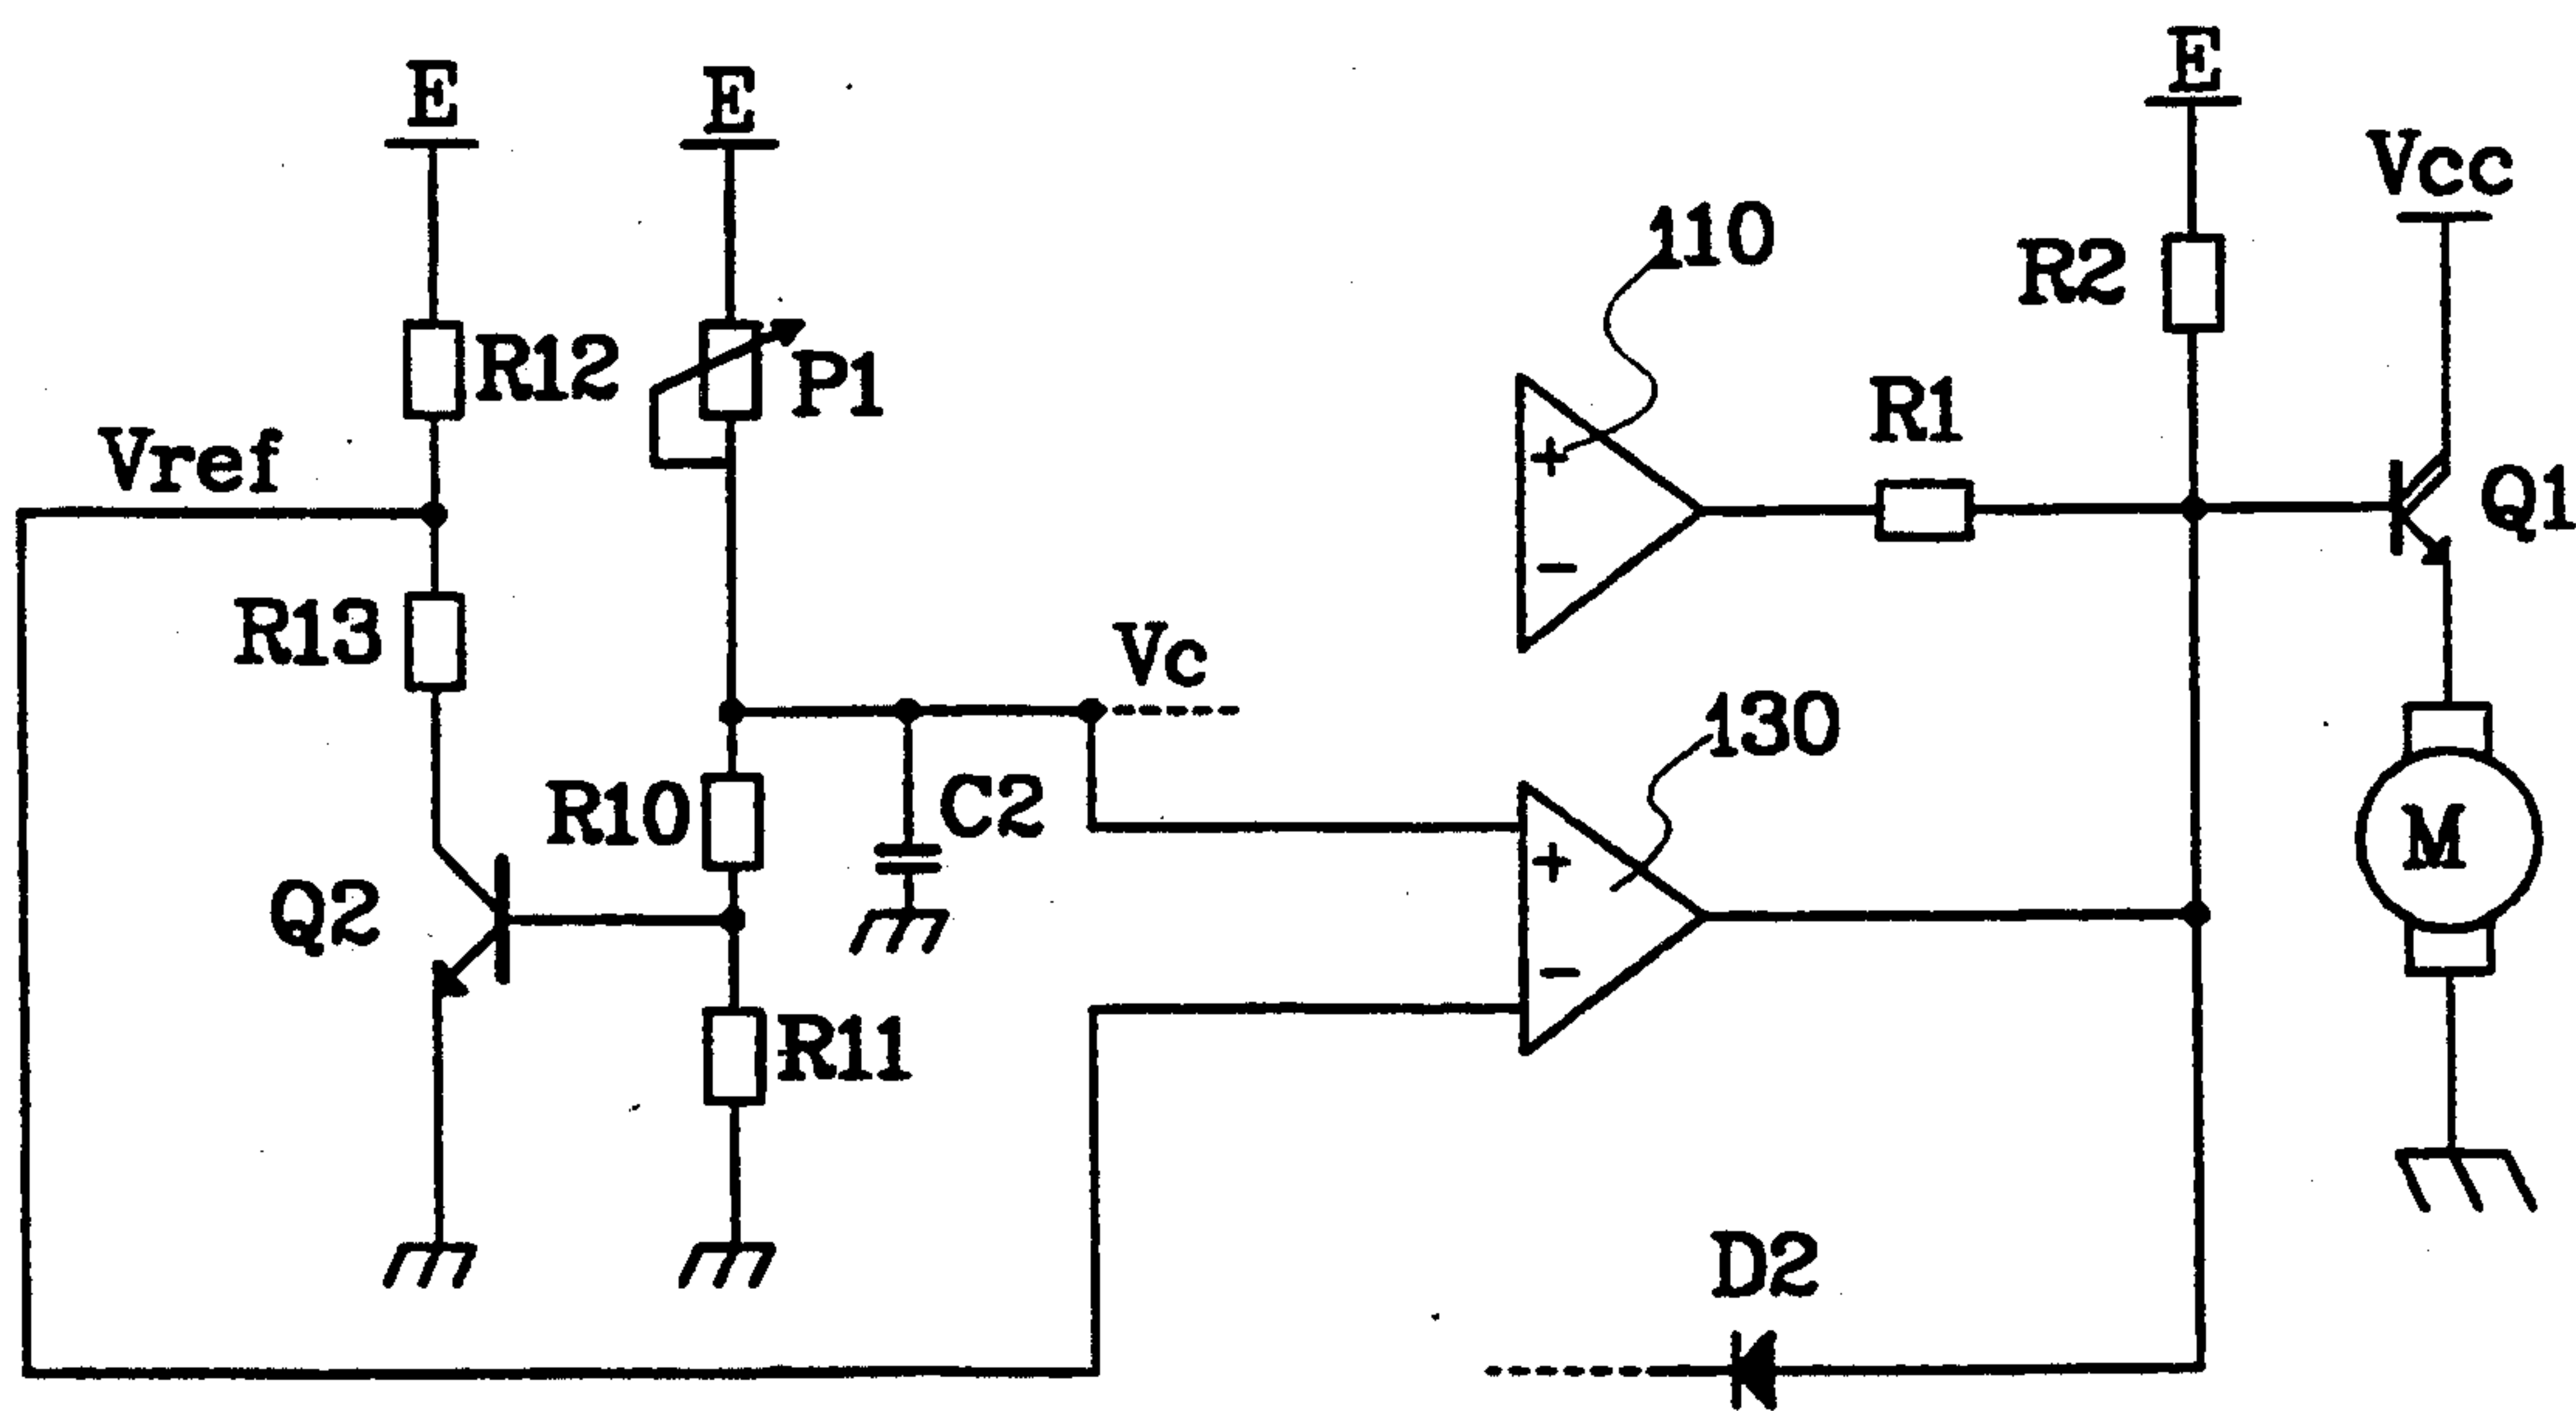 E
E
E
Vcc
110
R2
R12
P1
R1
Vref
+
Q1
-
R13
Vc
130
R10
C2
M
+
Q2
-
R11
D2